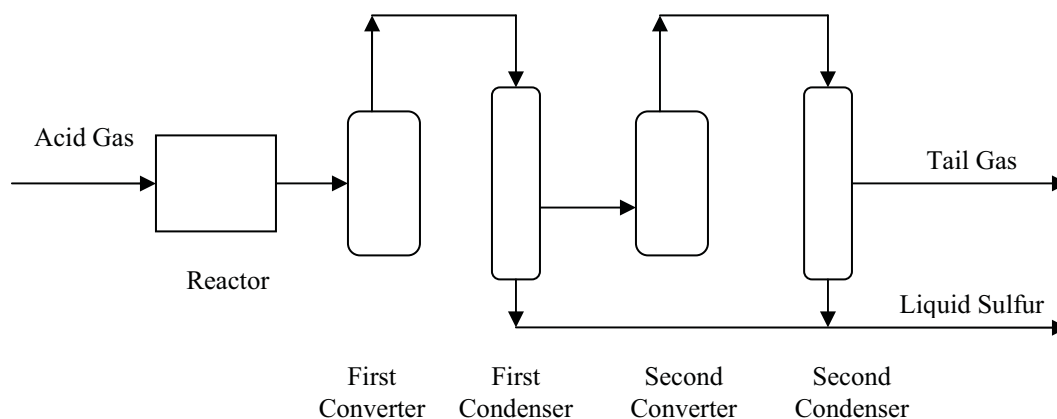 Acid Gas
Reactor
Tail Gas
Liquid Sulfur
First
Converter
First
Condenser
Second
Converter
Second
Condenser